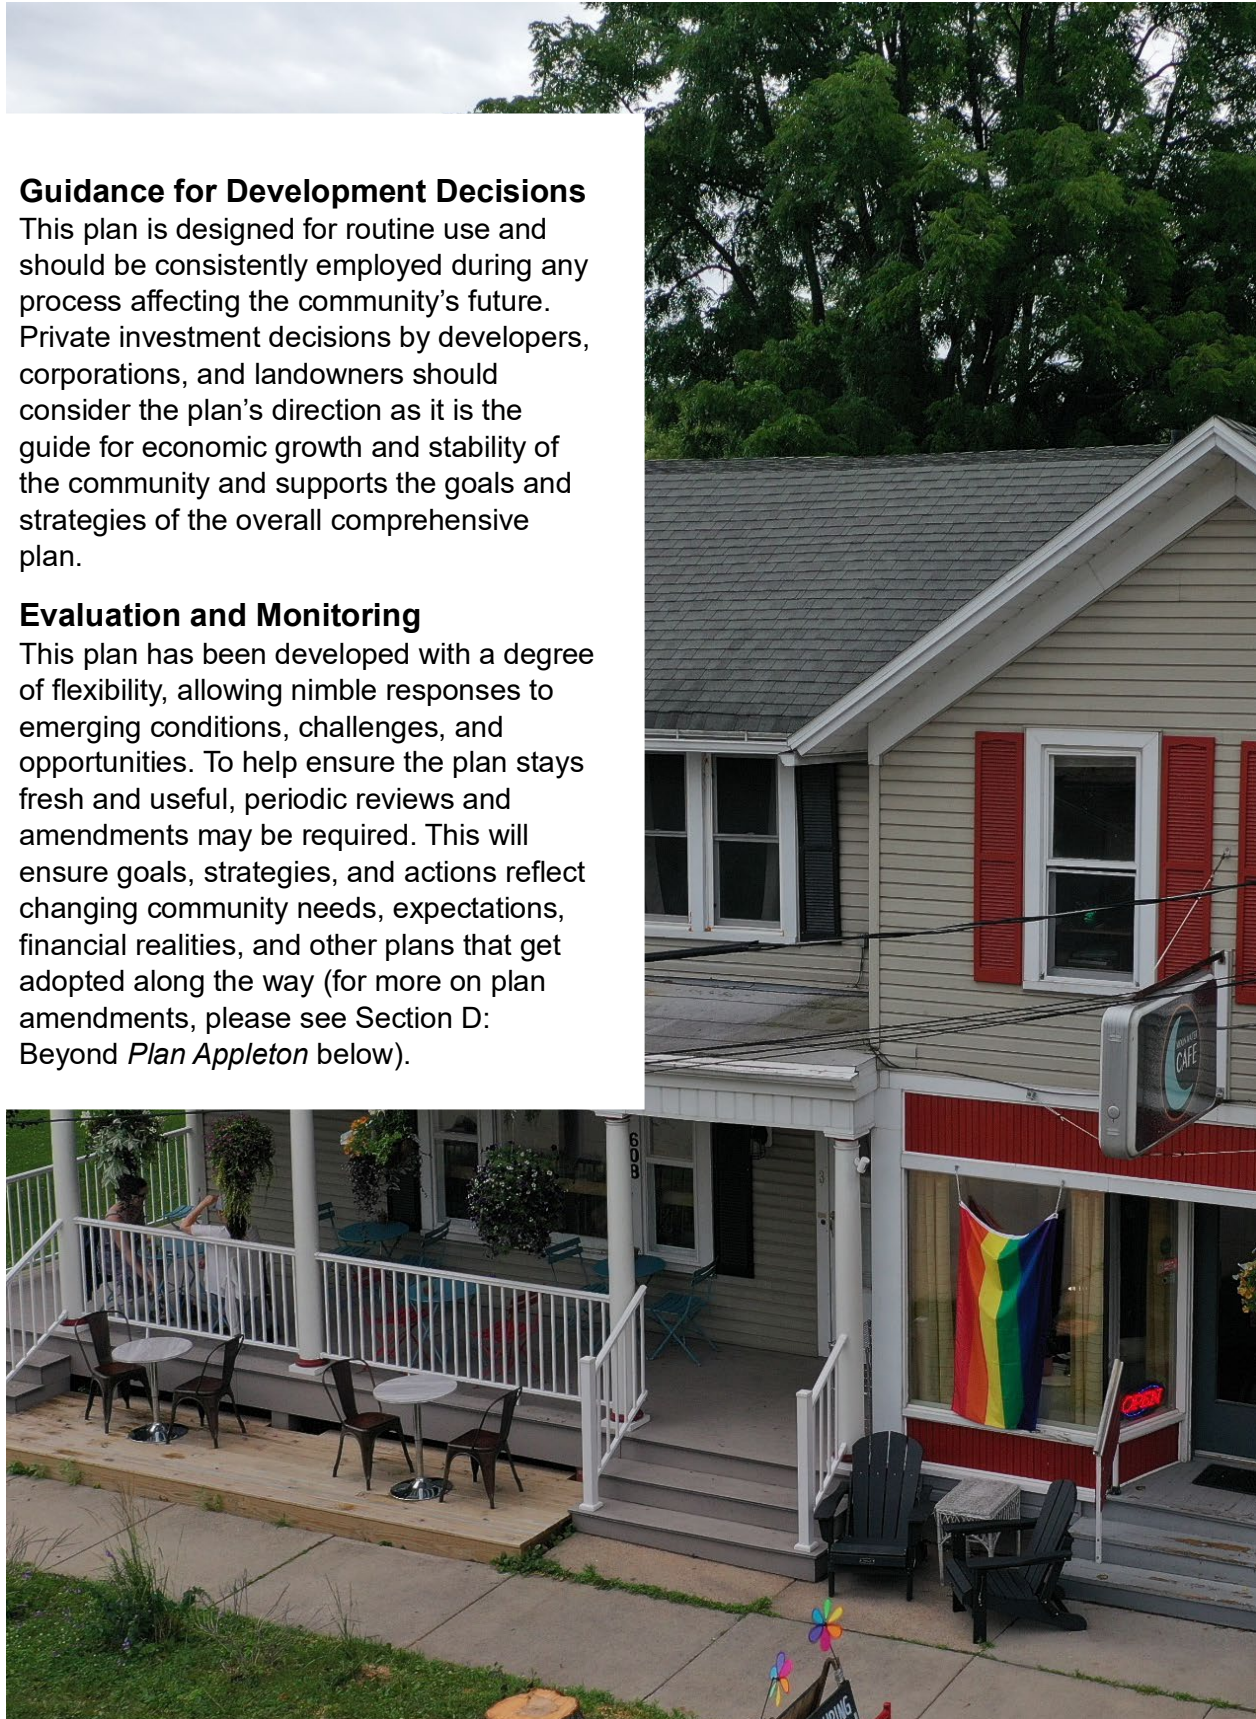 Guidance for Development Decisions
This plan is designed for routine use and
should be consistently employed during any
process affecting the community’s future.
Private investment decisions by developers,
corporations, and landowners should
consider the plan’s direction as it is the
guide for economic growth and stability of
the community and supports the goals and
strategies of the overall comprehensive
plan.
Evaluation and Monitoring
This plan has been developed with a degree
of flexibility, allowing nimble responses to
emerging conditions, challenges, and
opportunities. To help ensure the plan stays
fresh and useful, periodic reviews and
amendments may be required. This will
ensure goals, strategies, and actions reflect
changing community needs, expectations,
financial realities, and other plans that get
adopted along the way (for more on plan
amendments, please see Section D:
Beyond Plan Appleton below).
CAFE
608
OPEN